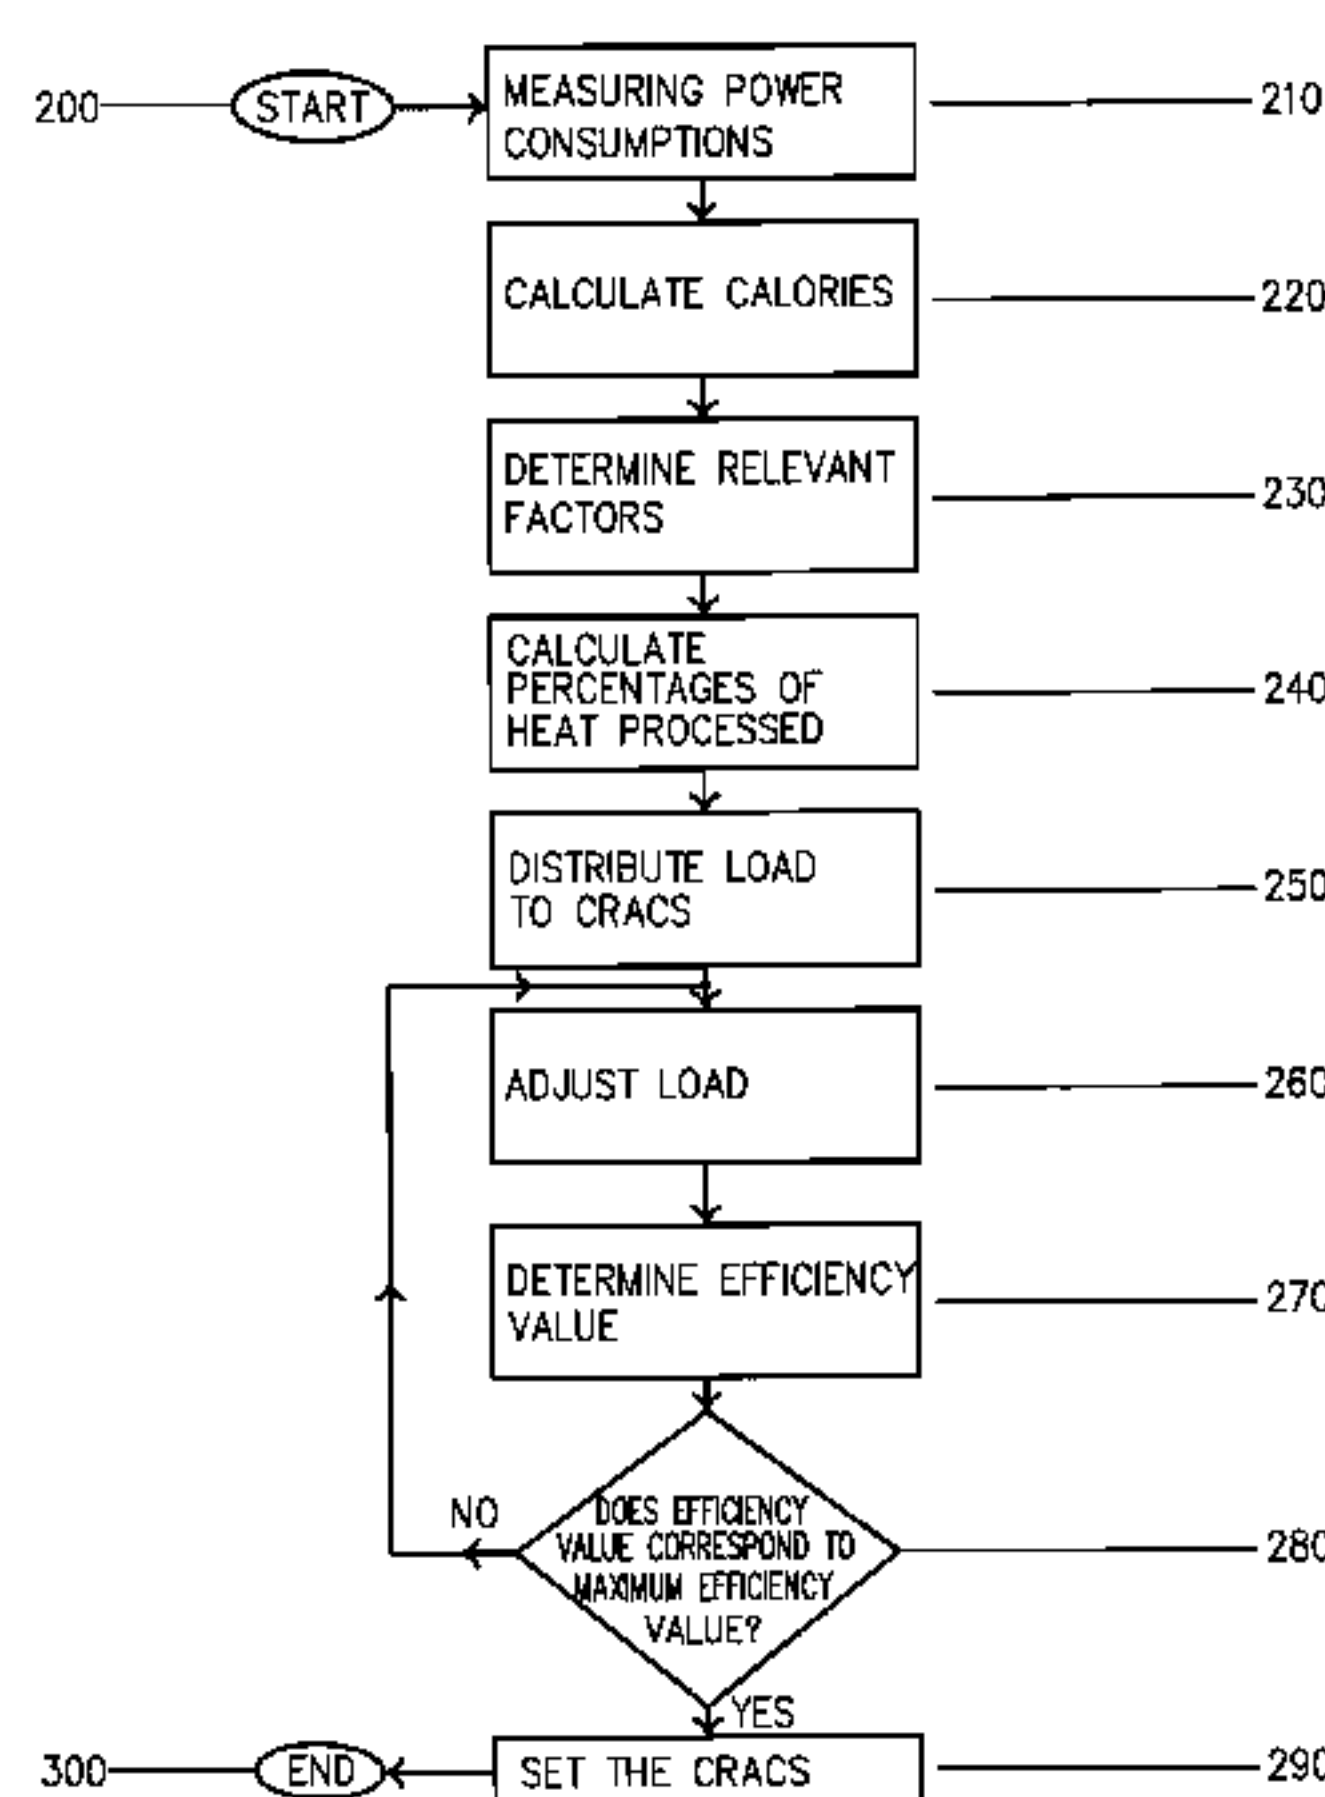 200
START
MEASURING POWER
CONSUMPTIONS
210
CALCULATE CALORIES
220
DETERMINE RELEVANT
FACTORS
230
CALCULATE
PERCENTAGES OF
HEAT PROCESSED
240
DISTRIBUTE LOAD
TO CRACS
250
ADJUST LOAD
260
DETERMINE EFFICIENCY
VALUE
270
NO
DOES EFFICIENCY
VALUE CORRESPOND TO
MAXIMUM EFFICIENCY
VALUE?
280
YES
300
END
SET THE CRACS
290